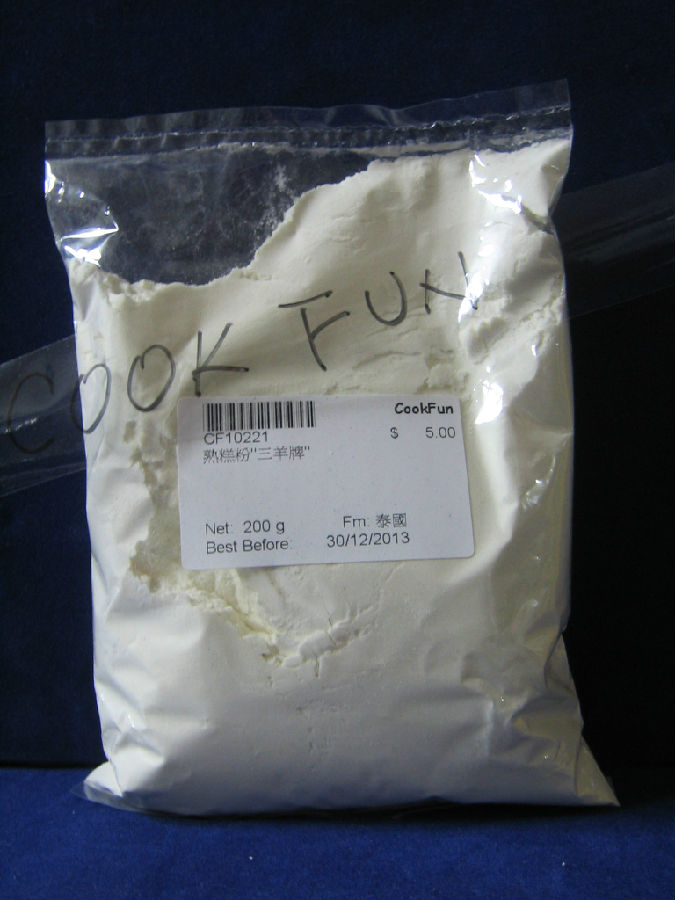 COOK FUN
CookFun
CF10221 $ 5.00
熟糕粉"三羊牌"
Net: 200 g Fm: 泰國
Best Before: 30/12/2013